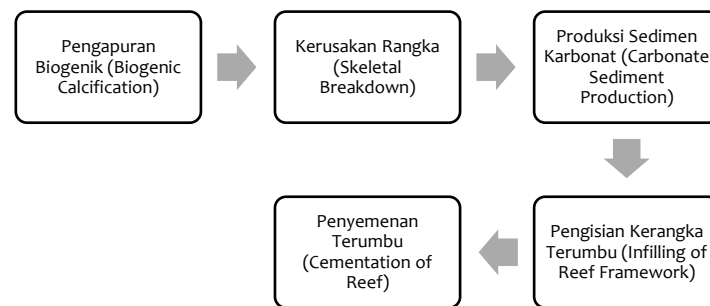 Pengapuran
Biogenik (Biogenic
Calcification)
Kerusakan Rangka
(Skeletal
Breakdown)
Produksi Sedimen
Karbonat (Carbonate
Sediment
Production)
Pengisian Kerangka
Terumbu (Infilling of
Reef Framework)
Penyemenan
Terumbu
(Cementation of
Reef)